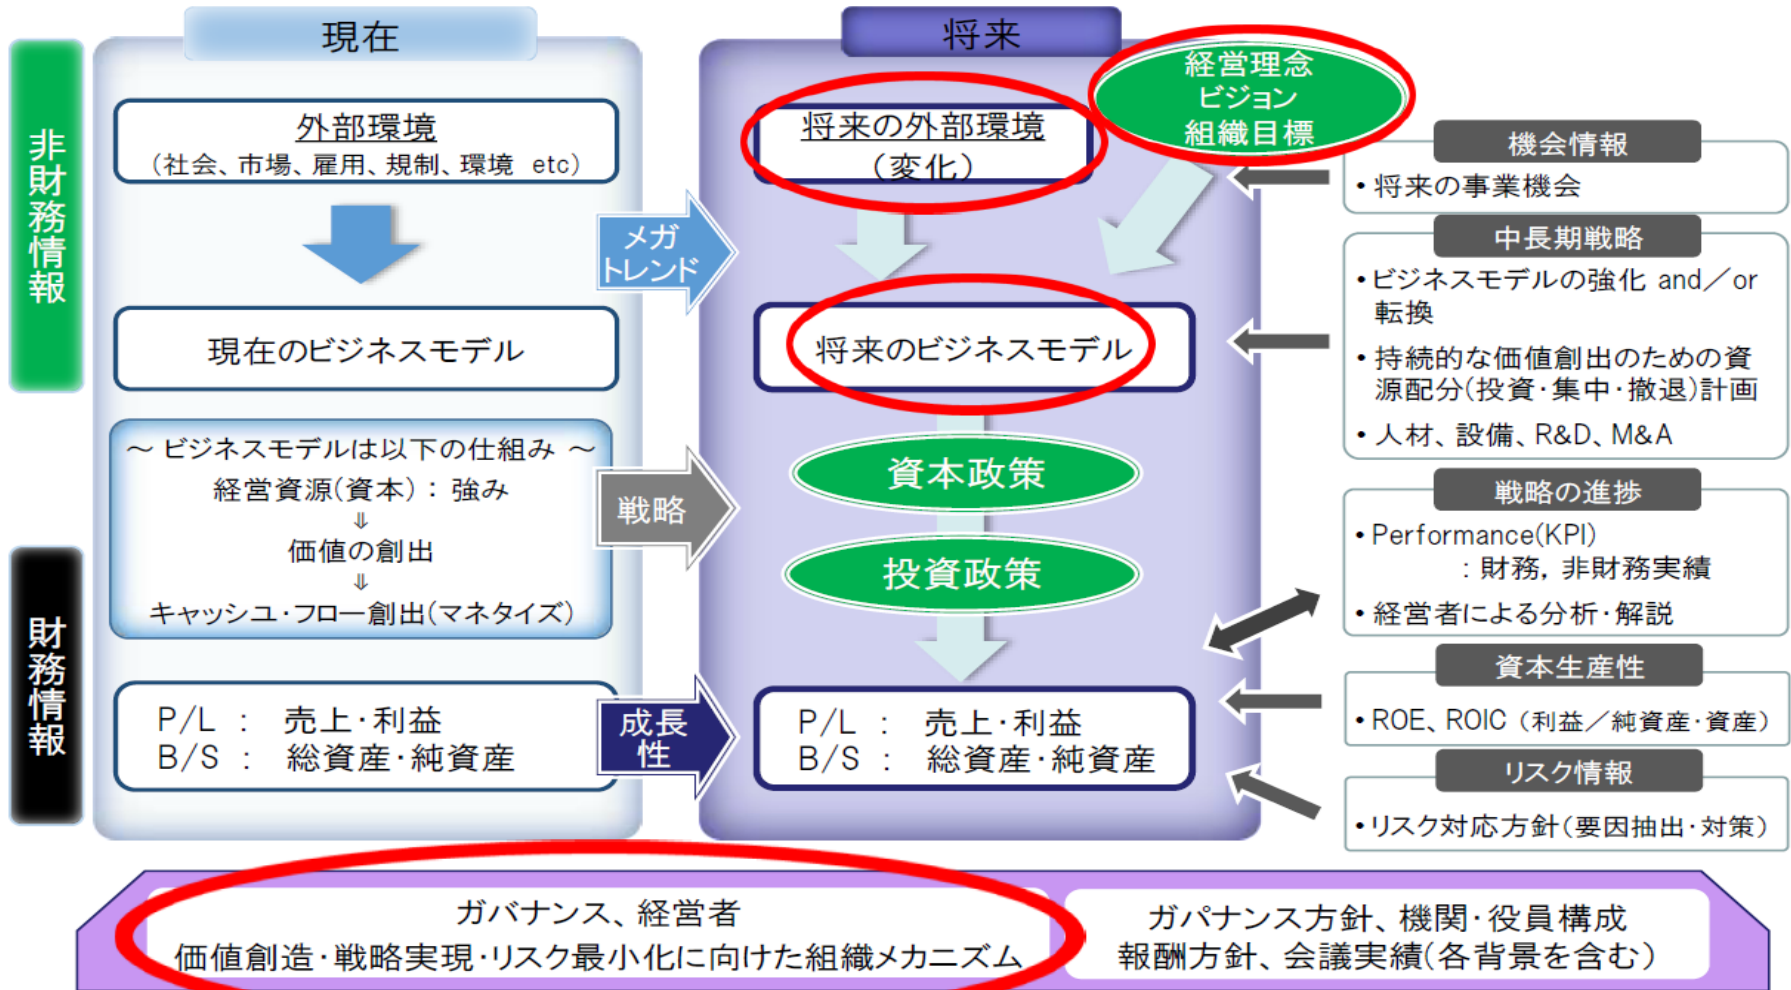 現在
将来
非財務情報
財務情報
外部環境
(社会、市場、雇用、規制、環境 etc)
現在のビジネスモデル
～ ビジネスモデルは以下の仕組み ～
経営資源(資本)：強み
⇓
価値の創出
⇓
キャッシュ・フロー創出(マネタイズ)
P/L： 売上・利益
B/S： 総資産・純資産
メガ
トレンド
戦略
成長
性
経営理念
ビジョン
組織目標
将来の外部環境
(変化)
将来のビジネスモデル
資本政策
投資政策
P/L： 売上・利益
B/S： 総資産・純資産
機会情報
・将来の事業機会
中長期戦略
・ビジネスモデルの強化 and／or
転換
・持続的な価値創出のための資
源配分(投資・集中・撤退)計画
・人材、設備、R&D、M&A
戦略の進捗
・Performance(KPI)
：財務，非財務実績
・経営者による分析・解説
資本生産性
・ROE、ROIC（利益／純資産・資産）
リスク情報
・リスク対応方針（要因抽出・対策）
ガバナンス、経営者
価値創造・戦略実現・リスク最小化に向けた組織メカニズム
ガバナンス方針、機関・役員構成
報酬方針、会議実績(各背景を含む)